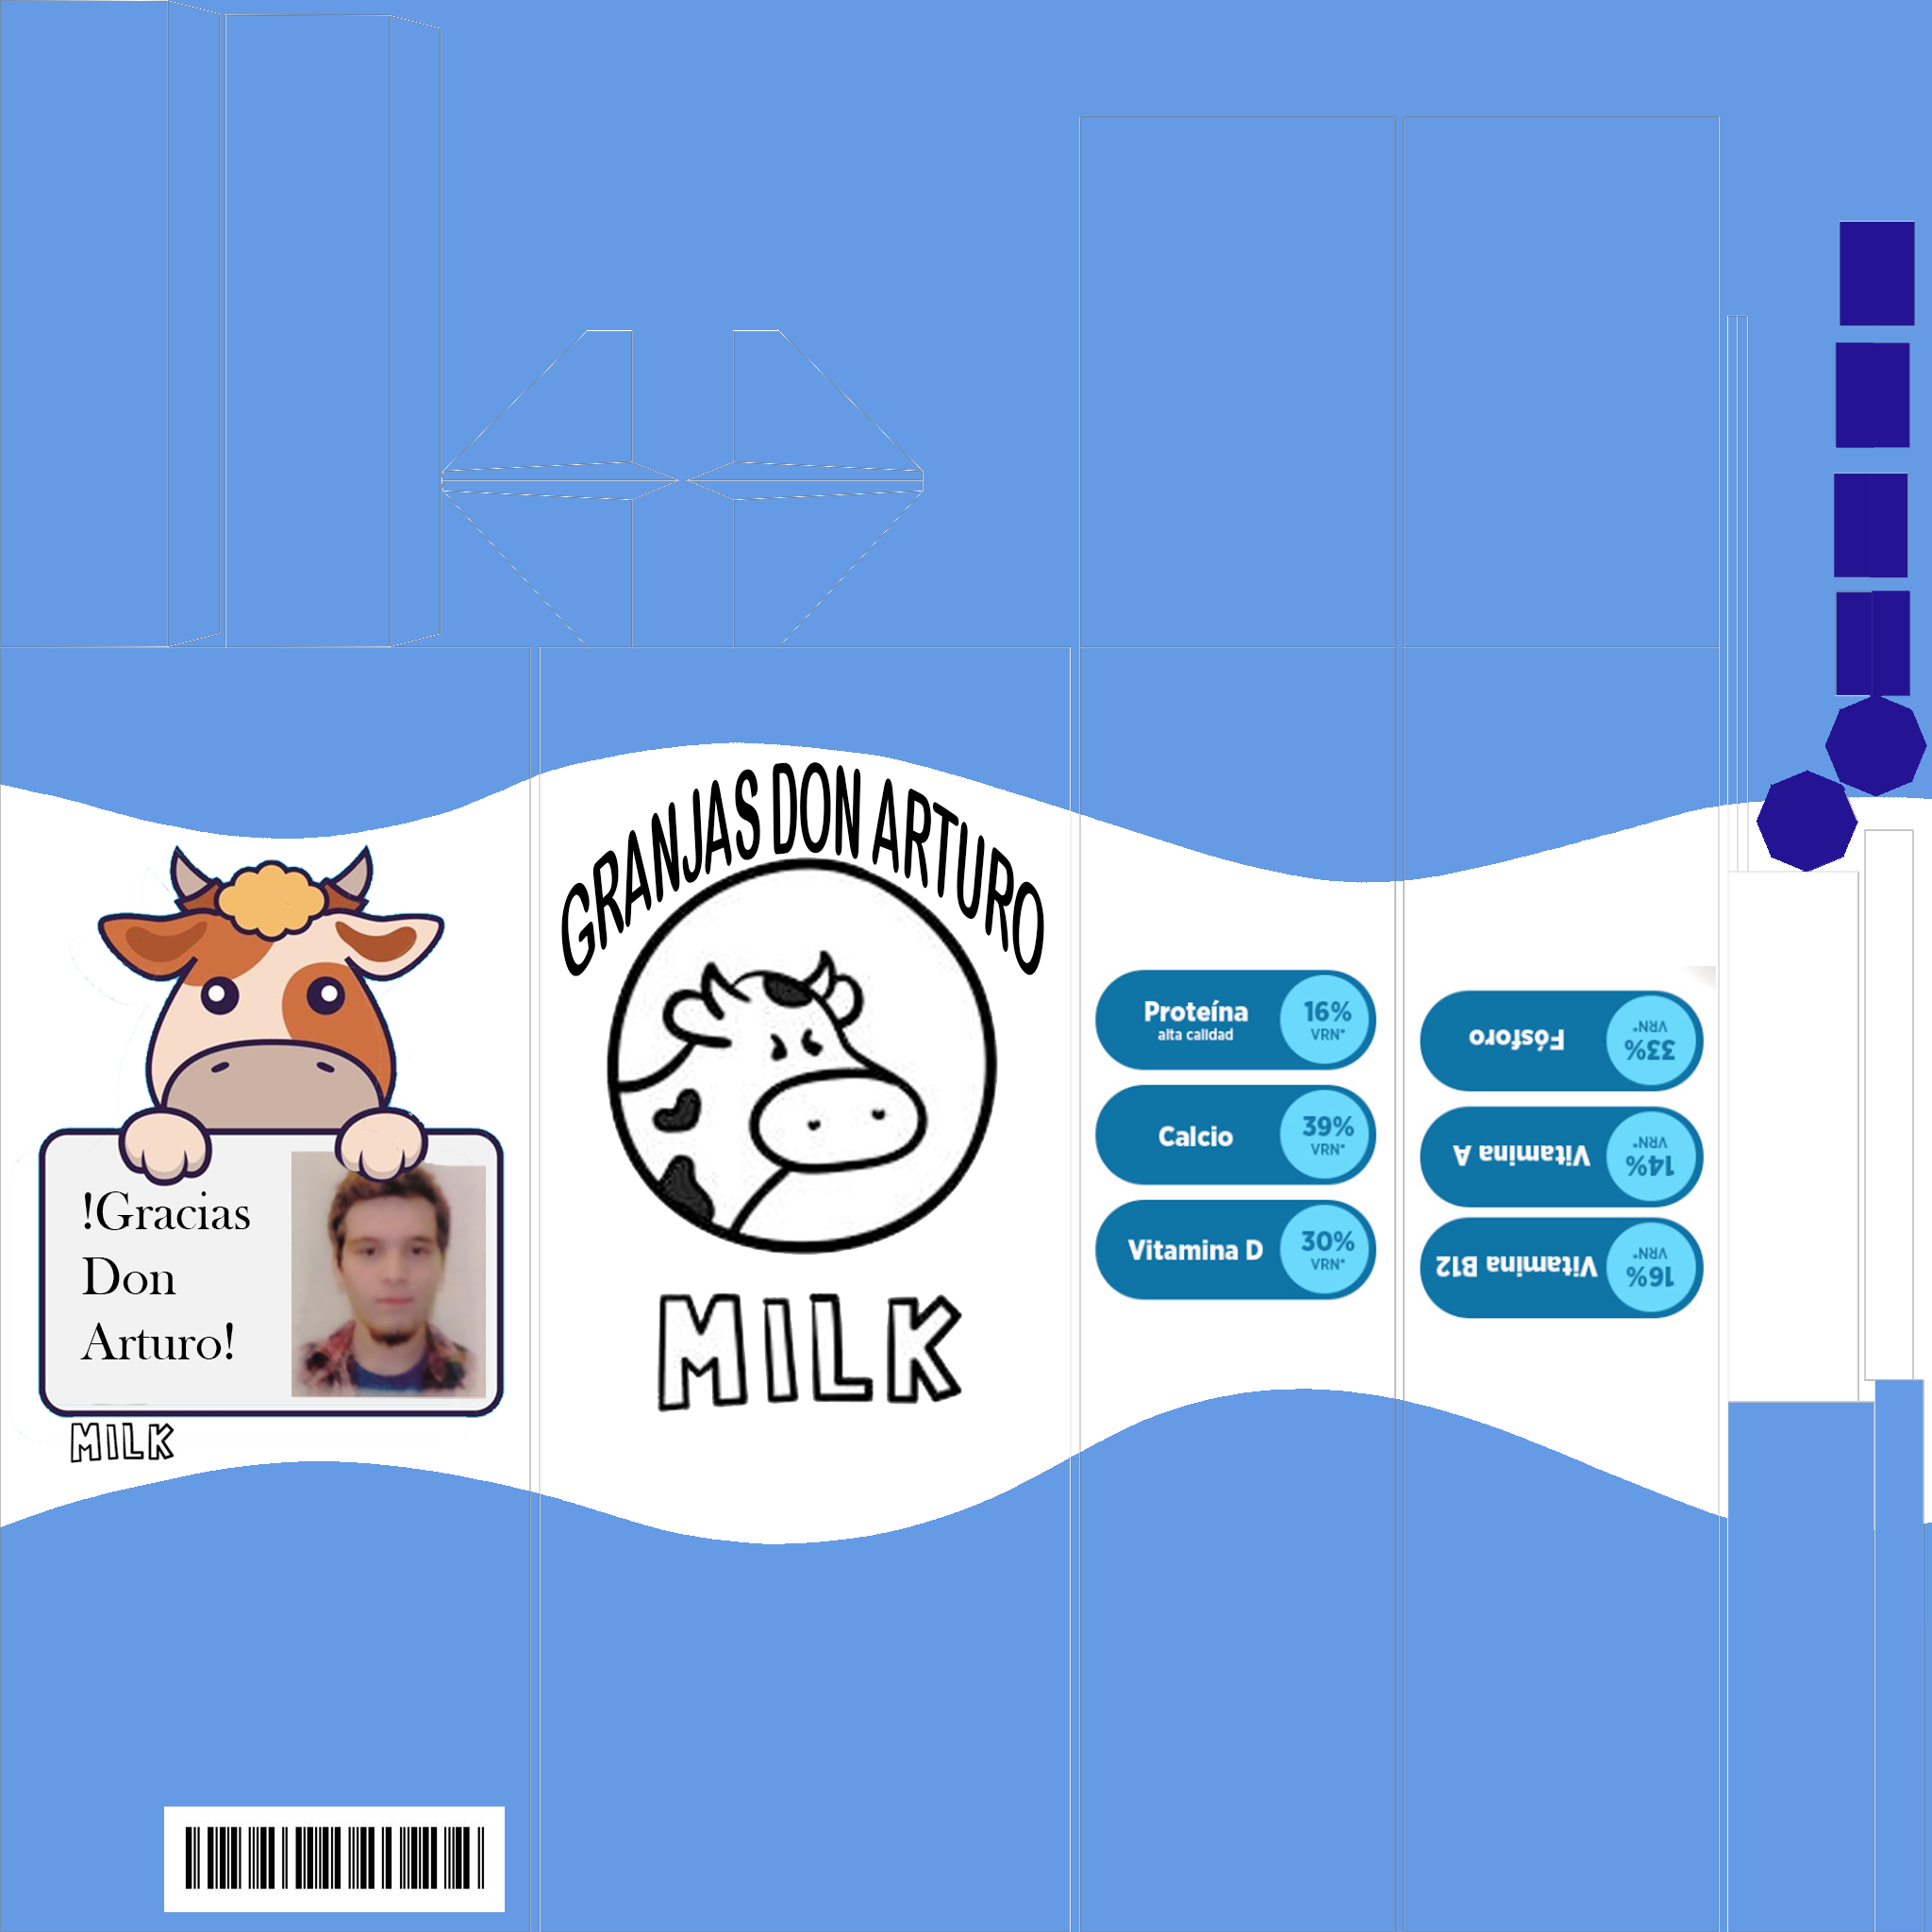 GRANJAS DON ARTURO
MILK
!Gracias
Don
Arturo!
MILK
Proteína
alta calidad
16%
VRN*
Calcio
39%
VRN*
Vitamina D
30%
VRN*
Fósforo
33%
VRN*
Vitamina A
14%
VRN*
Vitamina B12
16%
VRN*